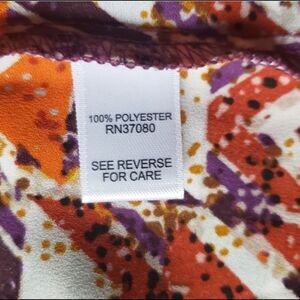 100% POLYESTER
RN37080
SEE REVERSE
FOR CARE